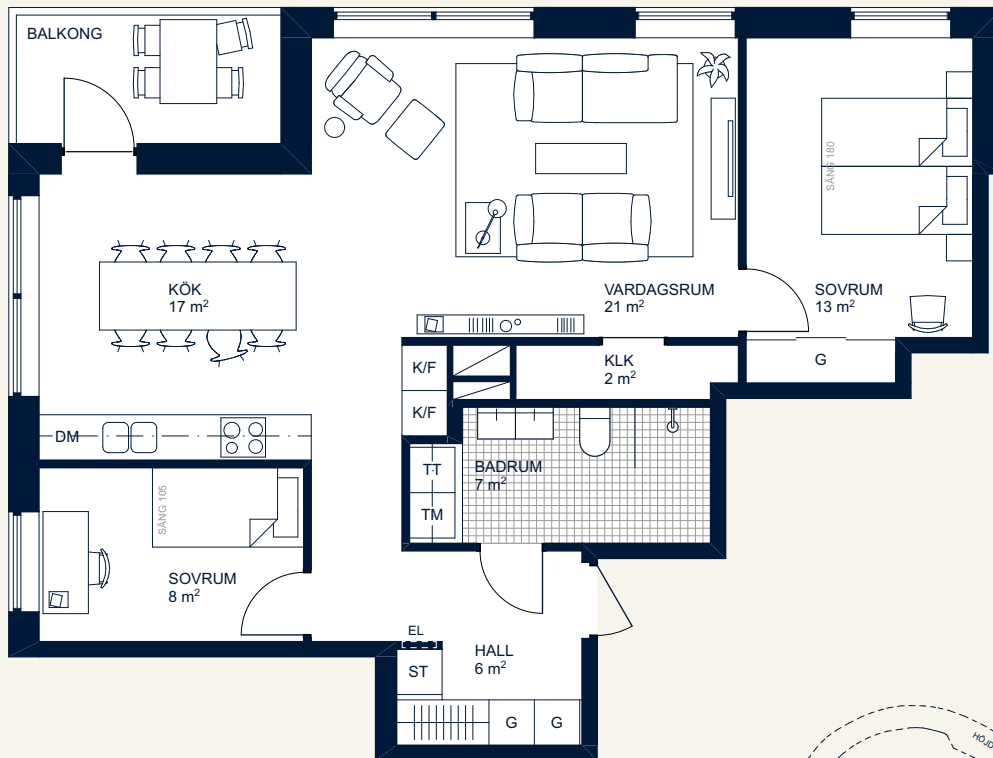 BALKONG
SÄNG 180
KÖK
17 m²
VARDAGSRUM
21 m²
SOVRUM
13 m²
K/F
KLK
2 m²
G
K/F
DM
TT
BADRUM
7 m²
TM
SÄNG 105
SOVRUM
8 m²
EL
HALL
6 m²
ST
G
G